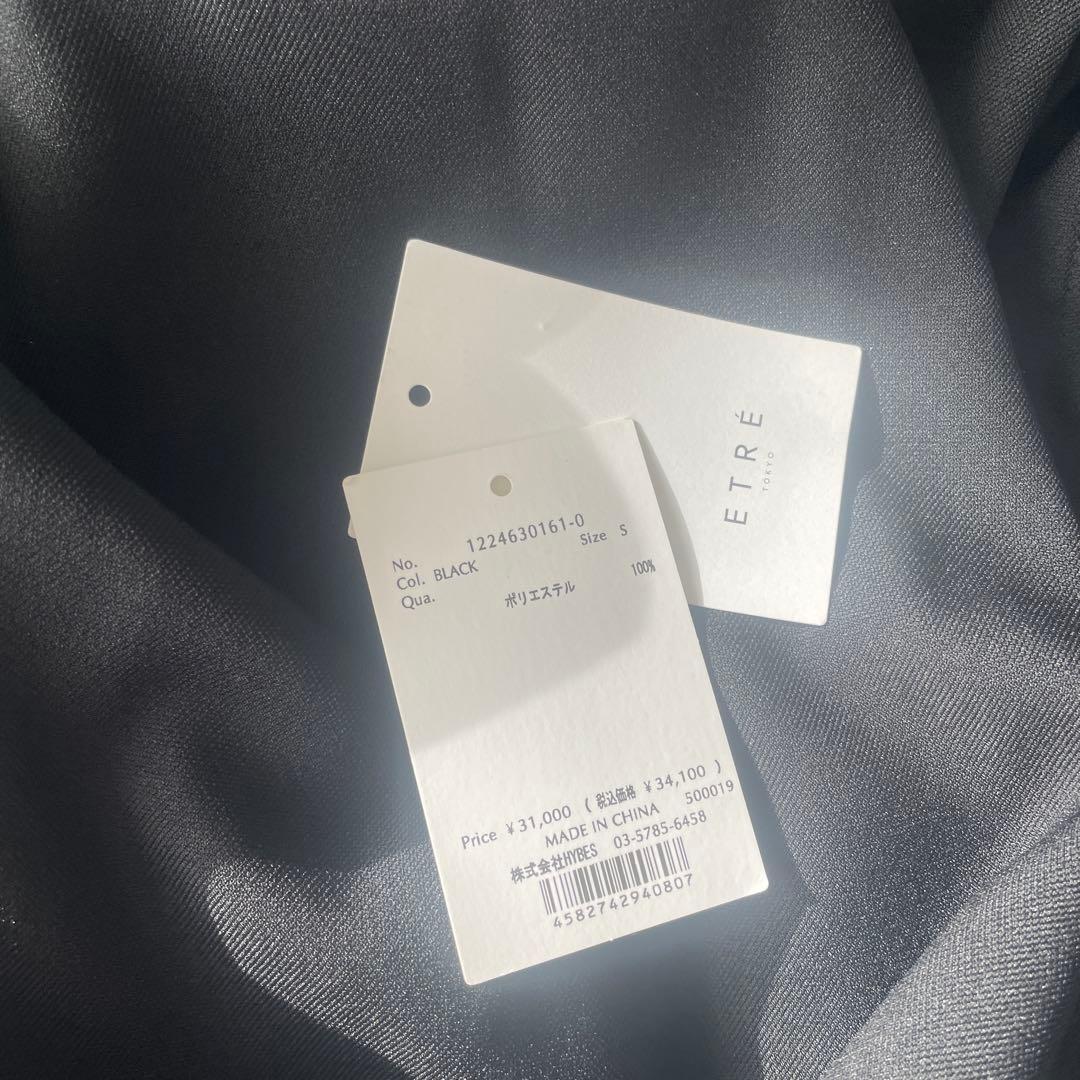 ETRÉ
TOKYO
No. 1224630161-0
Col. BLACK Size S
Qua. ポリエステル 100%
Price ¥31,000 ( 税込価格 ¥34,100 )
MADE IN CHINA 500019
株式会社HYBES 03-5785-6458
4582742940807